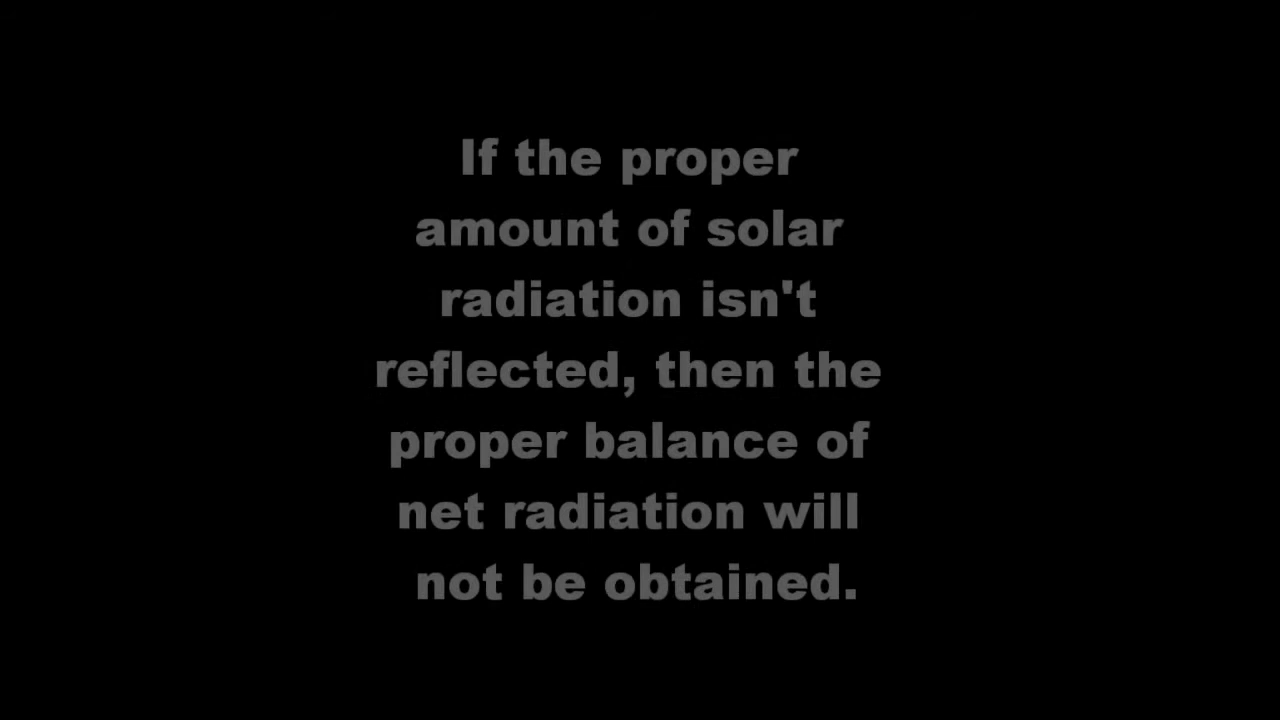 If the proper
amount of solar
radiation isn't
reflected, then the
proper balance of
net radiation will
not be obtained.